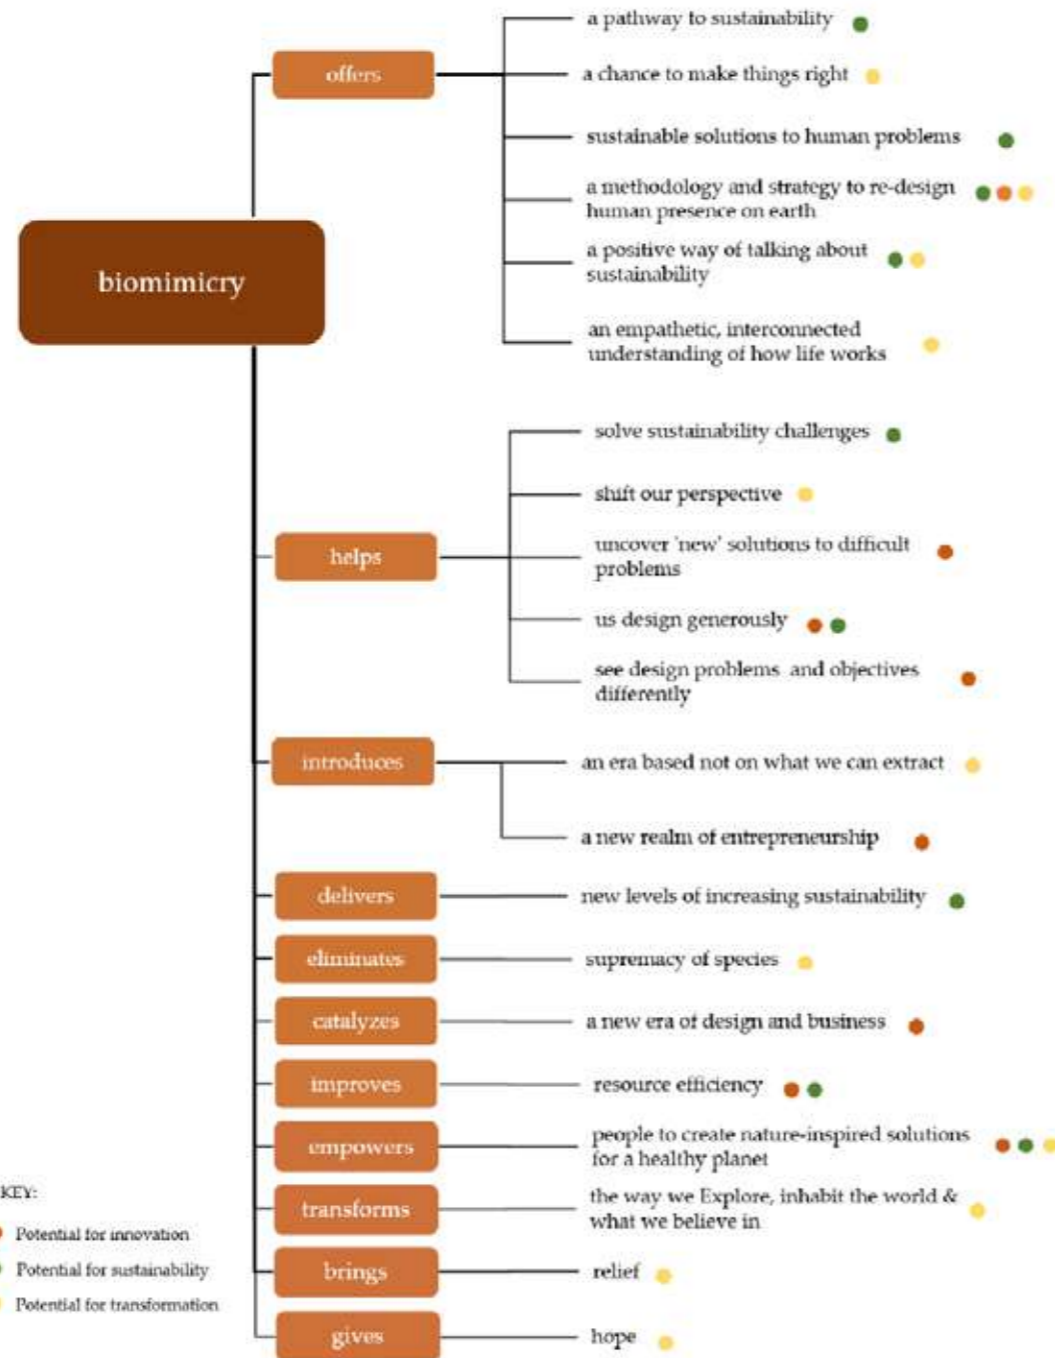 offers
a pathway to sustainability
a chance to make things right
sustainable solutions to human problems
a methodology and strategy to re-design
human presence on earth
a positive way of talking about
sustainability
an empathetic, interconnected
understanding of how life works
biomimicry
helps
solve sustainability challenges
shift our perspective
uncover 'new' solutions to difficult
problems
us design generously
see design problems and objectives
differently
introduces
an era based not on what we can extract
a new realm of entrepreneurship
delivers
new levels of increasing sustainability
eliminates
supremacy of species
catalyzes
a new era of design and business
improves
resource efficiency
empowers
people to create nature-inspired solutions
for a healthy planet
transforms
the way we Explore, inhabit the world &
what we believe in
brings
relief
gives
hope
KEY:
Potential for innovation
Potential for sustainability
Potential for transformation